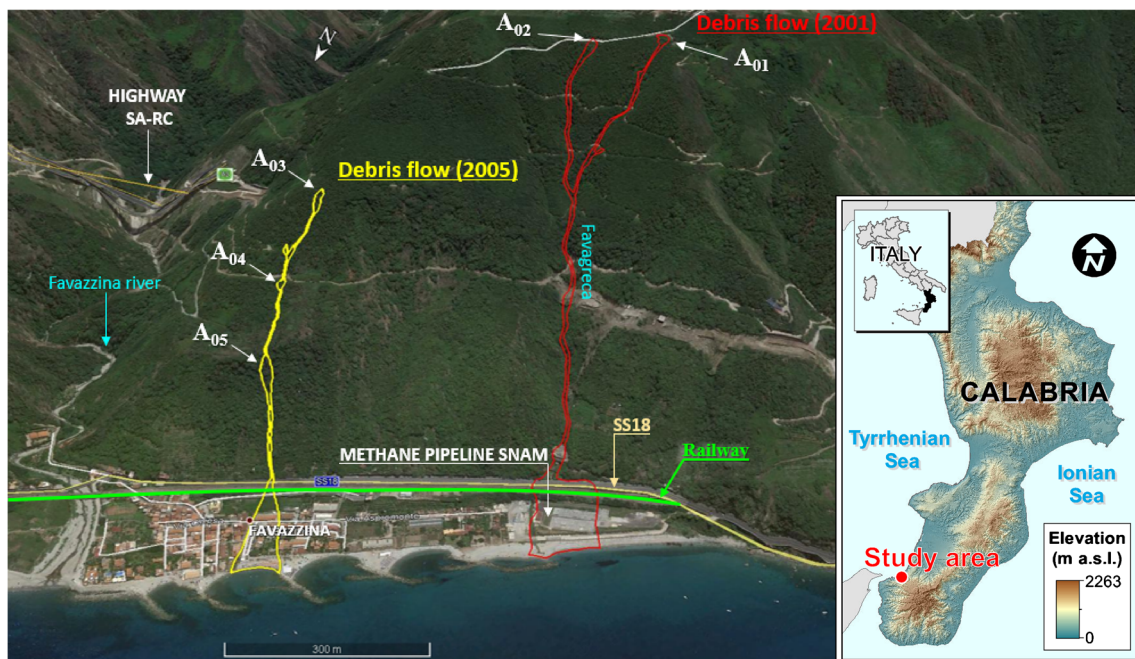 Debris flow (2001)
A02
A01
N
HIGHWAY
SA-RC
A03
Debris flow (2005)
A04
Favagreca
Favazzina river
A05
SS18
METHANE PIPELINE SNAM
Railway
SS18
FAVAZZINA
300 m
ITALY
N
CALABRIA
Tyrrhenian
Sea
Ionian
Sea
Study area
Elevation
(m a.s.l.)
2263
0